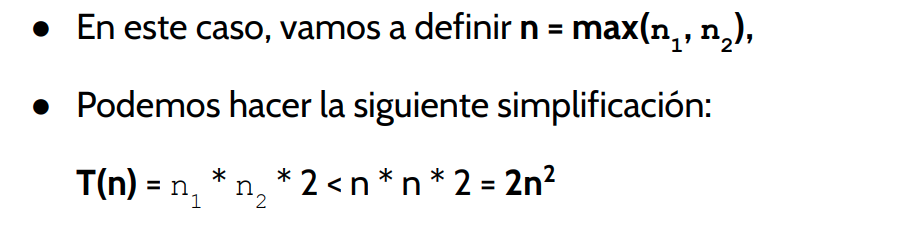 ● En este caso, vamos a definir n = max(n₁, n₂),
● Podemos hacer la siguiente simplificación:
T(n) = n₁ * n₂ * 2 < n * n * 2 = 2n²